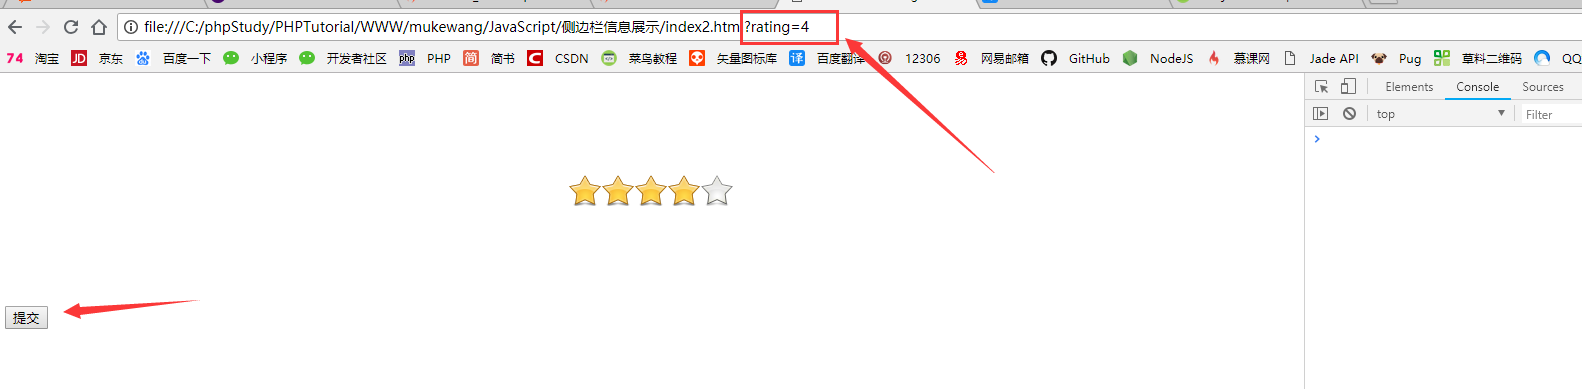 file:///C:/phpStudy/PHPTutorial/WWW/mukewang/JavaScript/侧边栏信息展示/index2.html?rating=4
74 淘宝 JD 京东 百度一下 小程序 开发者社区 php PHP 简 简书 C CSDN 菜鸟教程 矢量图标库 译 百度翻译 12306 易 网易邮箱 GitHub NodeJS 慕课网 Jade API Pug 草料二维码 QQ
Elements Console Sources
top Filter
提交